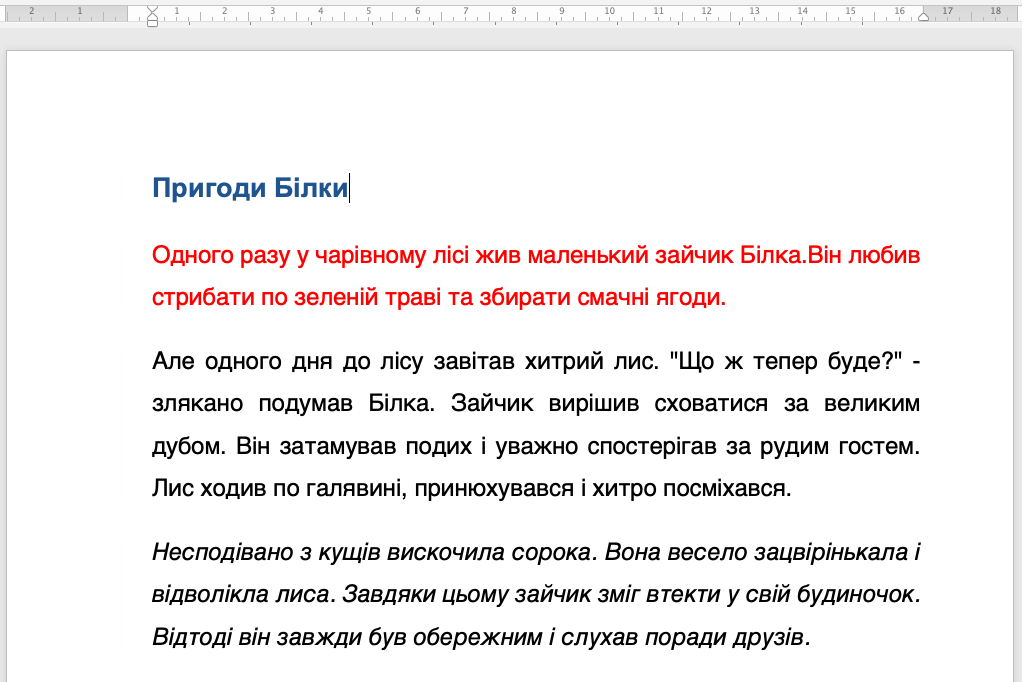 2 1 1 2 3 4 5 6 7 8 9 10 11 12 13 14 15 16 17 18
Пригоди Білки
Одного разу у чарівному лісі жив маленький зайчик Білка.Він любив
стрибати по зеленій траві та збирати смачні ягоди.
Але одного дня до лісу завітав хитрий лис. "Що ж тепер буде?" -
злякано подумав Білка. Зайчик вирішив сховатися за великим
дубом. Він затамував подих і уважно спостерігав за рудим гостем.
Лис ходив по галявині, принюхувався і хитро посміхався.
Несподівано з кущів вискочила сорока. Вона весело зацвірінькала і
відволікла лиса. Завдяки цьому зайчик зміг втекти у свій будиночок.
Відтоді він завжди був обережним і слухав поради друзів.